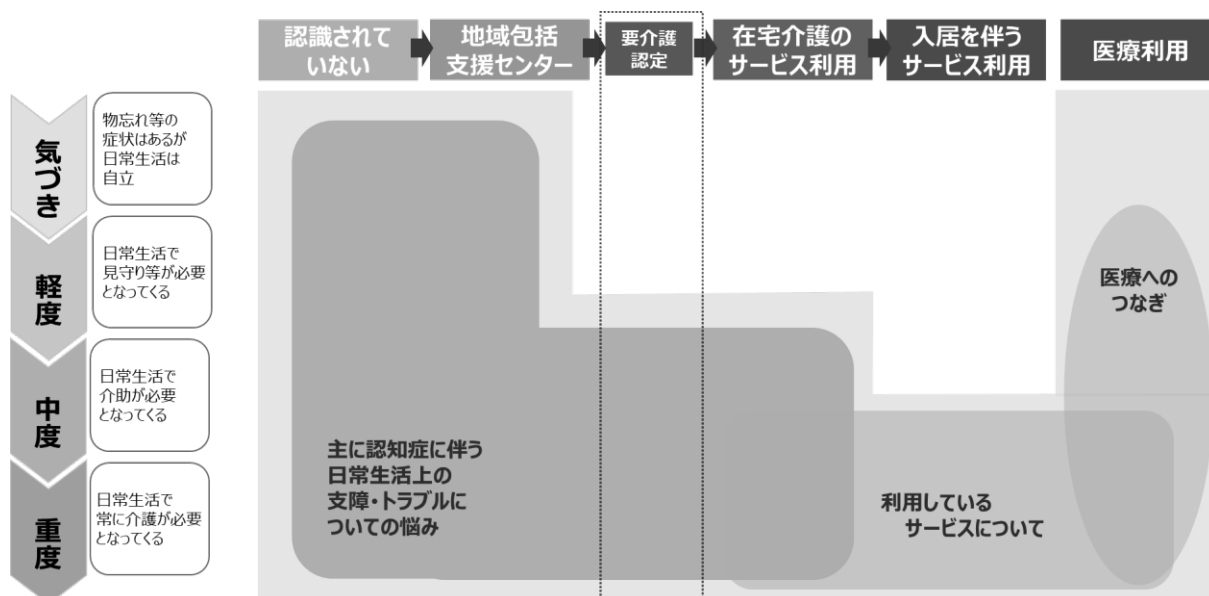 認識されて
いない
地域包括
支援センター
要介護
認定
在宅介護の
サービス利用
入居を伴う
サービス利用
医療利用
気づき
物忘れ等の
症状はあるが
日常生活は
自立
軽度
日常生活で
見守り等が必要
となってくる
中度
日常生活で
介助が必要
となってくる
重度
日常生活で
常に介護が必要
となってくる
主に認知症に伴う
日常生活上の
支障・トラブルに
ついての悩み
利用している
サービスについて
医療への
つなぎ